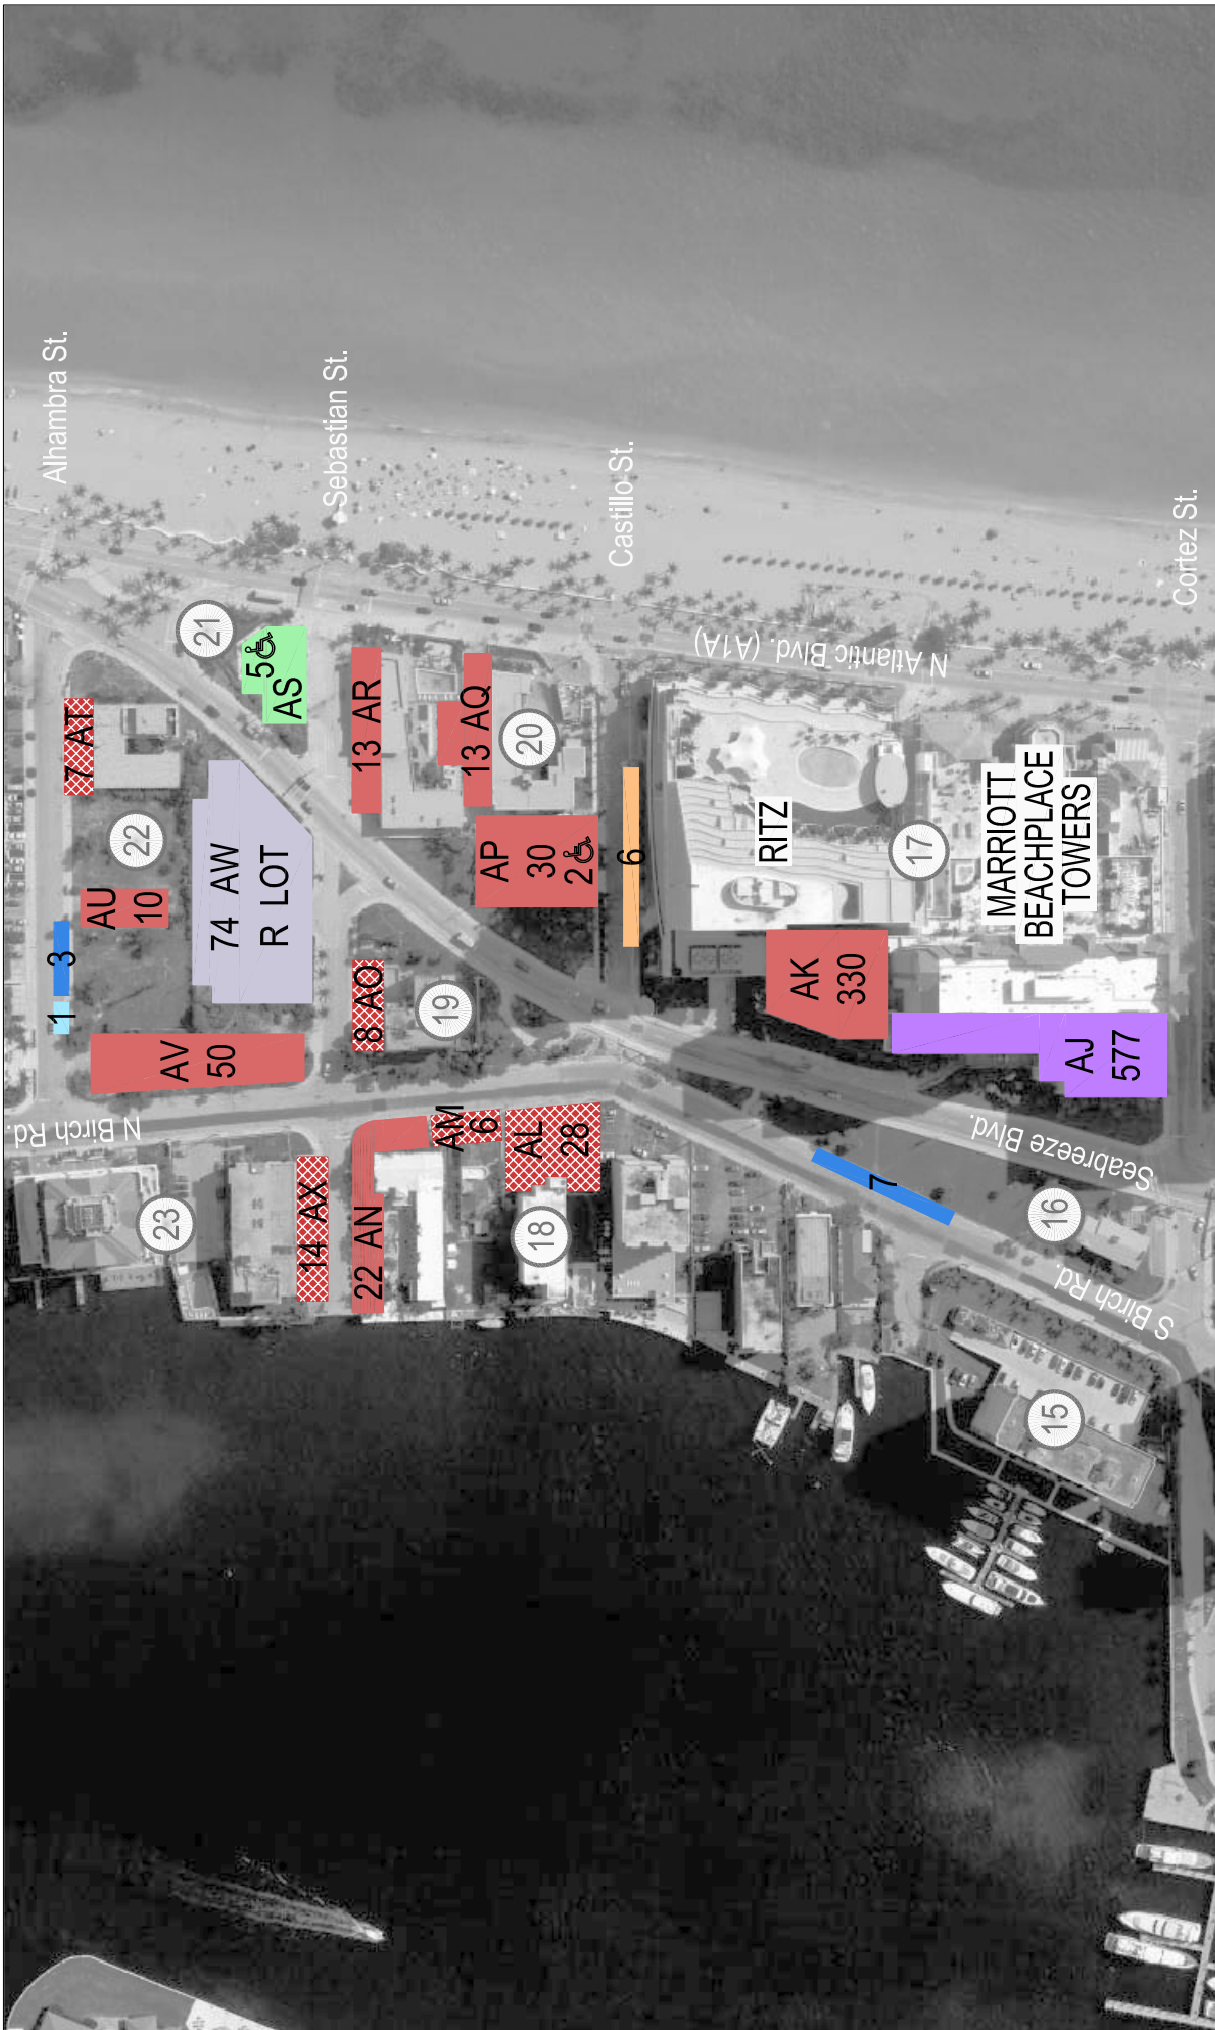 Alhambra St.
Sebastian St.
Castillo St.
Cortez St.
N Atlantic Blvd. (A1A)
21
5
AS
7 AT
22
AU
10
3
1
74 AW
R LOT
AV
50
13 AR
13 AQ
20
AP
30
2
6
RITZ
17
MARRIOTT
BEACHPLACE
TOWERS
AK
330
AJ
577
8 AO
19
N Birch Rd.
AM
6
AL
28
14 AX
22 AN
23
18
7
Seabreeze Blvd.
16
S Birch Rd.
15